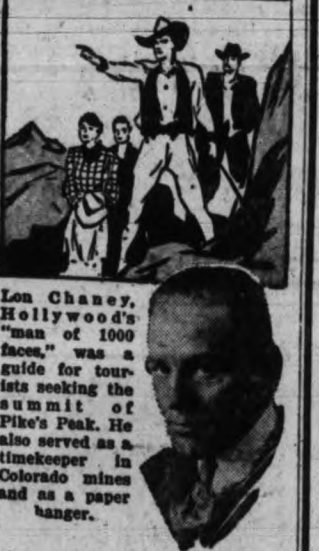 Lon Chaney,
Hollywood's
"man of 1000
faces," was a
guide for tour-
ists seeking the
summit of
Pike's Peak. He
also served as a
timekeeper in
Colorado mines
and as a paper
hanger.